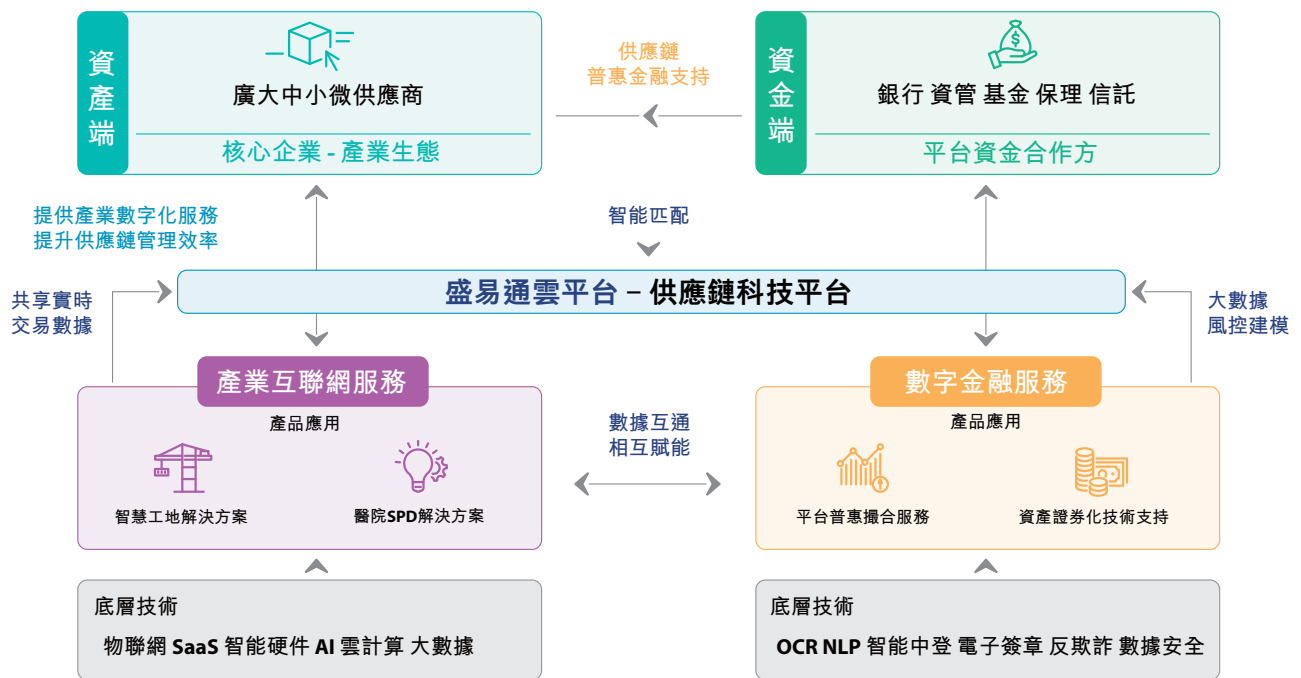 資產端
廣大中小微供應商
核心企業 - 產業生態
供應鏈
普惠金融支持
資金端
銀行 資管 基金 保理 信託
平台資金合作方
提供產業數字化服務
提升供應鏈管理效率
智能匹配
共享實時
交易數據
盛易通雲平台 – 供應鏈科技平台
大數據
風控建模
產業互聯網服務
產品應用
智慧工地解決方案
醫院SPD解決方案
數據互通
相互賦能
數字金融服務
產品應用
平台普惠撮合服務
資產證券化技術支持
底層技術
物聯網 SaaS 智能硬件 AI 雲計算 大數據
底層技術
OCR NLP 智能中登 電子簽章 反欺詐 數據安全